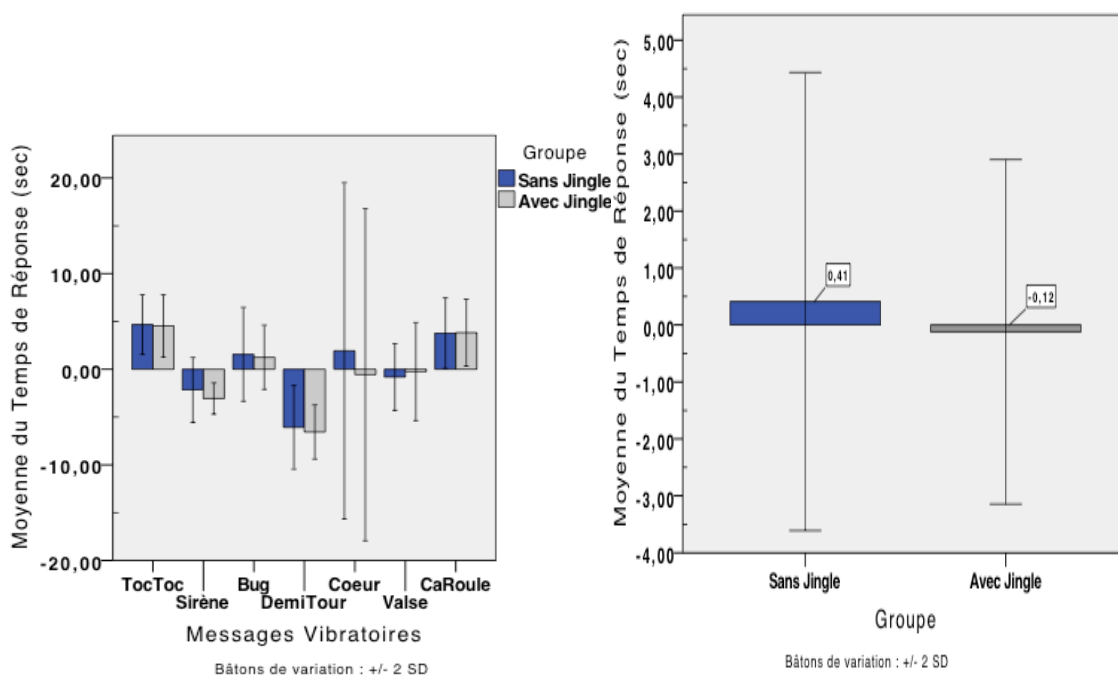 Moyenne du Temps de Réponse (sec)
20,00
10,00
0,00
-10,00
-20,00
TocToc
Sirène
Bug
DemiTour
Coeur
Valse
CaRoule
Messages Vibratoires
Bâtons de variation : +/- 2 SD
Groupe
Sans Jingle
Avec Jingle
Moyenne du Temps de Réponse (sec)
5,00
4,00
3,00
2,00
1,00
0,00
-1,00
-2,00
-3,00
-4,00
0,41
-0,12
Sans Jingle
Avec Jingle
Groupe
Bâtons de variation : +/- 2 SD